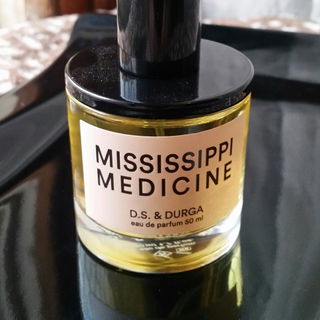 MISSISSIPPI
MEDICINE
D.S. & DURGA
eau de parfum 50 ml